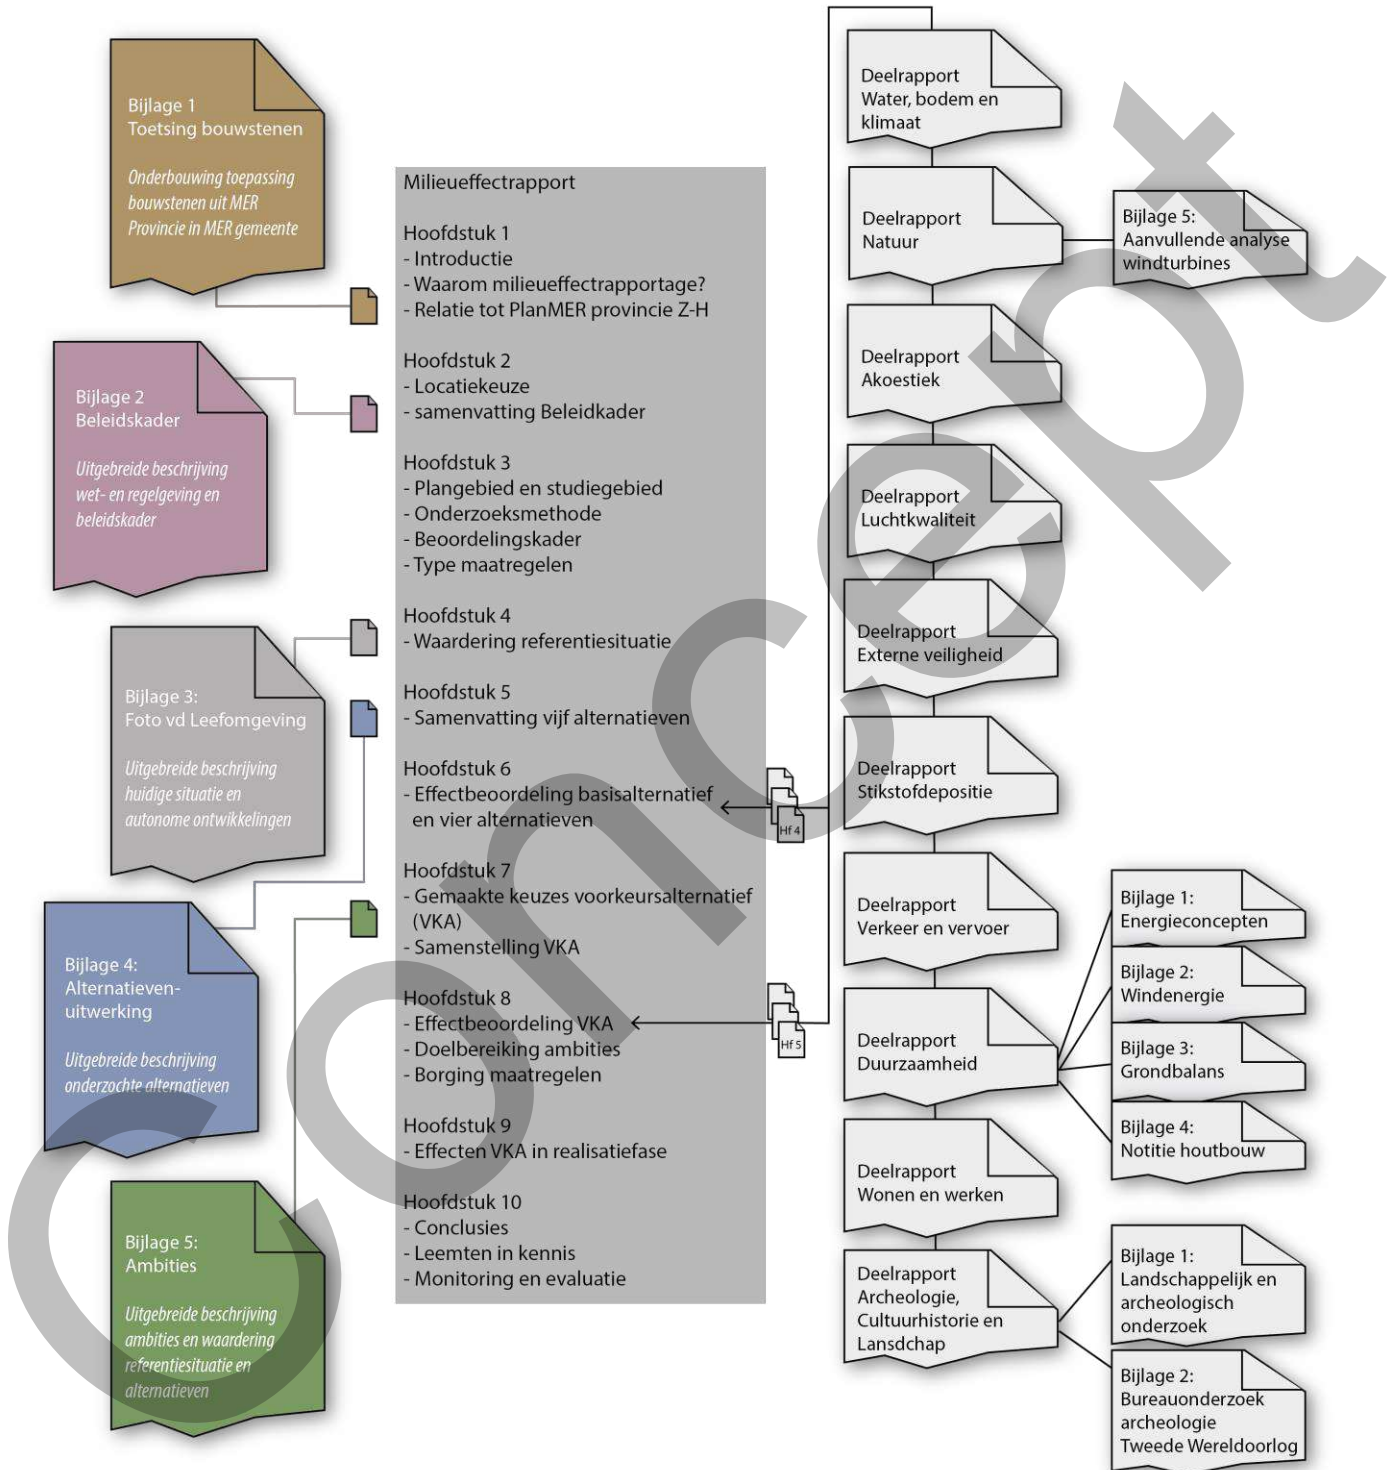 Bijlage 1
Toetsing bouwstenen
Onderbouwing toepassing
bouwstenen uit MER
Provincie in MER gemeente
Bijlage 2
Beleidskader
Uitgebreide beschrijving
wet- en regelgeving en
beleidskader
Bijlage 3:
Foto vd Leefomgeving
Uitgebreide beschrijving
huidige situatie en
autonome ontwikkelingen
Bijlage 4:
Alternatieven-
uitwerking
Uitgebreide beschrijving
onderzochte alternatieven
Bijlage 5:
Ambities
Uitgebreide beschrijving
ambities en waardering
referentiesituatie en
alternatieven
Milieueffectrapport
Hoofdstuk 1
- Introductie
- Waarom milieueffectrapportage?
- Relatie tot PlanMER provincie Z-H
Hoofdstuk 2
- Locatiekeuze
- samenvatting Beleidkader
Hoofdstuk 3
- Plangebied en studiegebied
- Onderzoeksmethode
- Beoordelingskader
- Type maatregelen
Hoofdstuk 4
- Waardering referentiesituatie
Hoofdstuk 5
- Samenvatting vijf alternatieven
Hoofdstuk 6
- Effectbeoordeling basisalternatief
en vier alternatieven
Hoofdstuk 7
- Gemaakte keuzes voorkeursalternatief
(VKA)
- Samenstelling VKA
Hoofdstuk 8
- Effectbeoordeling VKA
- Doelbereiking ambities
- Borging maatregelen
Hoofdstuk 9
- Effecten VKA in realisatiefase
Hoofdstuk 10
- Conclusies
- Leemten in kennis
- Monitoring en evaluatie
Hf 4
Hf 5
Deelrapport
Water, bodem en
klimaat
Deelrapport
Natuur
Bijlage 5:
Aanvullende analyse
windturbines
Deelrapport
Akoestiek
Deelrapport
Luchtkwaliteit
Deelrapport
Externe veiligheid
Deelrapport
Stikstofdepositie
Deelrapport
Verkeer en vervoer
Deelrapport
Duurzaamheid
Bijlage 1:
Energieconcepten
Bijlage 2:
Windenergie
Bijlage 3:
Grondbalans
Bijlage 4:
Notitie houtbouw
Deelrapport
Wonen en werken
Deelrapport
Archeologie,
Cultuurhistorie en
Lansdchap
Bijlage 1:
Landschappelijk en
archeologisch
onderzoek
Bijlage 2:
Bureauonderzoek
archeologie
Tweede Wereldoorlog
Concept